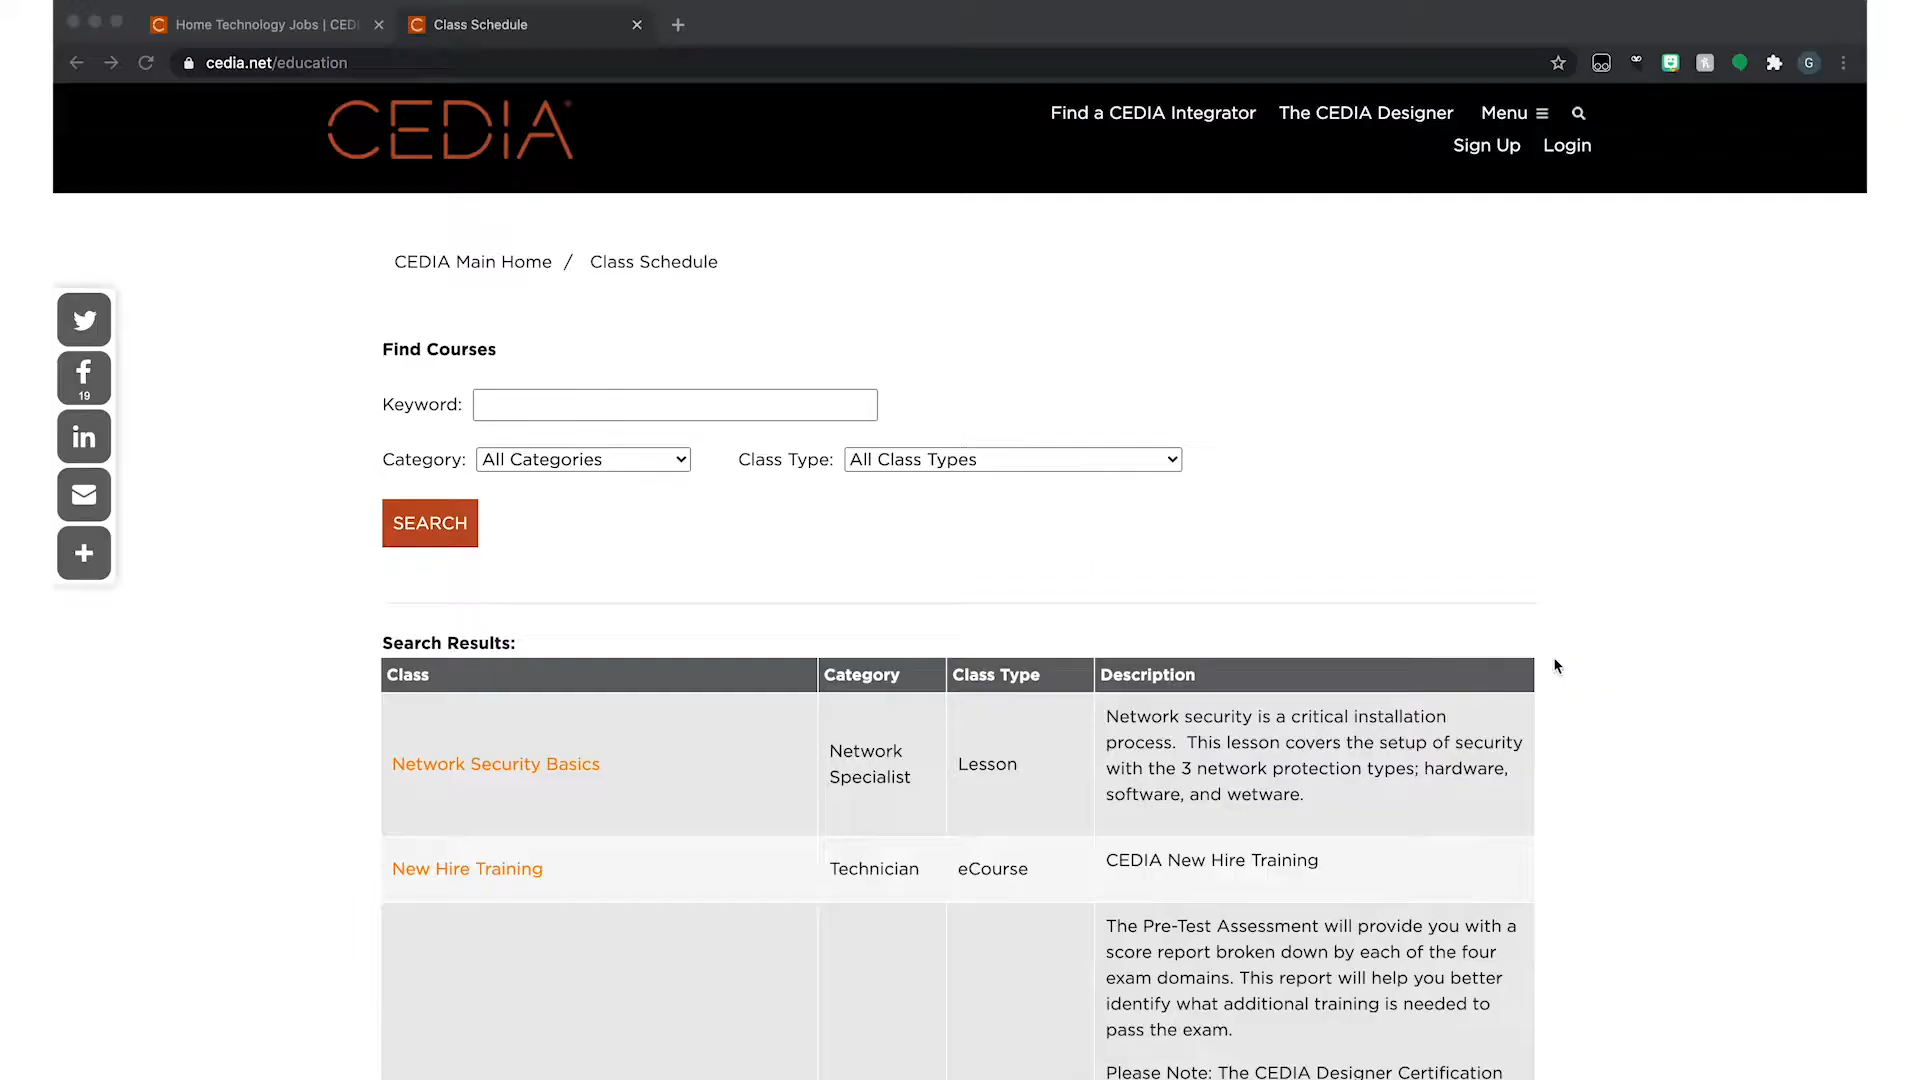 Home Technology Jobs | CEDI
Class Schedule
cedia.net/education
G
CEDIA
Find a CEDIA Integrator
The CEDIA Designer
Menu
Sign Up
Login
CEDIA Main Home / Class Schedule
19
Find Courses
Keyword:
Category: All Categories
Class Type: All Class Types
SEARCH
Search Results:
Class
Category
Class Type
Description
Network Security Basics
Network
Specialist
Lesson
Network security is a critical installation
process. This lesson covers the setup of security
with the 3 network protection types; hardware,
software, and wetware.
New Hire Training
Technician
eCourse
CEDIA New Hire Training
The Pre-Test Assessment will provide you with a
score report broken down by each of the four
exam domains. This report will help you better
identify what additional training is needed to
pass the exam.
Please Note: The CEDIA Designer Certification